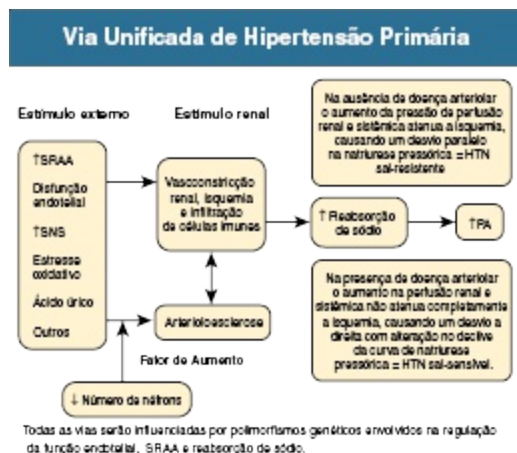 Via Unificada de Hipertensão Primária
Estímulo externo
Estímulo renal
↑SRAA
Disfunção
endotelial
↑SNS
Estresse
oxidativo
Ácido úrico
Outros
Vasoconstricção
renal, isquemia
e infiltração
de células imunes
Arterioloesclerose
Fator de Aumento
↓ Número de néfrons
↑ Reabsorção
de sódio
↑PA
Na ausência de doença arteriolar
o aumento da pressão de perfusão
renal e sistêmica atenua a isquemia,
causando um desvio paralelo
na natriurese pressórica = HTN
sal-resistente
Na presença de doença arteriolar
o aumento na perfusão renal e
sistêmica não atenua completamente
a isquemia, causando um desvio a
direita com alteração no declive
da curva de natriurese
pressórica = HTN sal-sensível.
Todas as vias serão influenciadas por polimorfismos genéticos envolvidos na regulação
da função endotelial, SRAA e reabsorção de sódio.